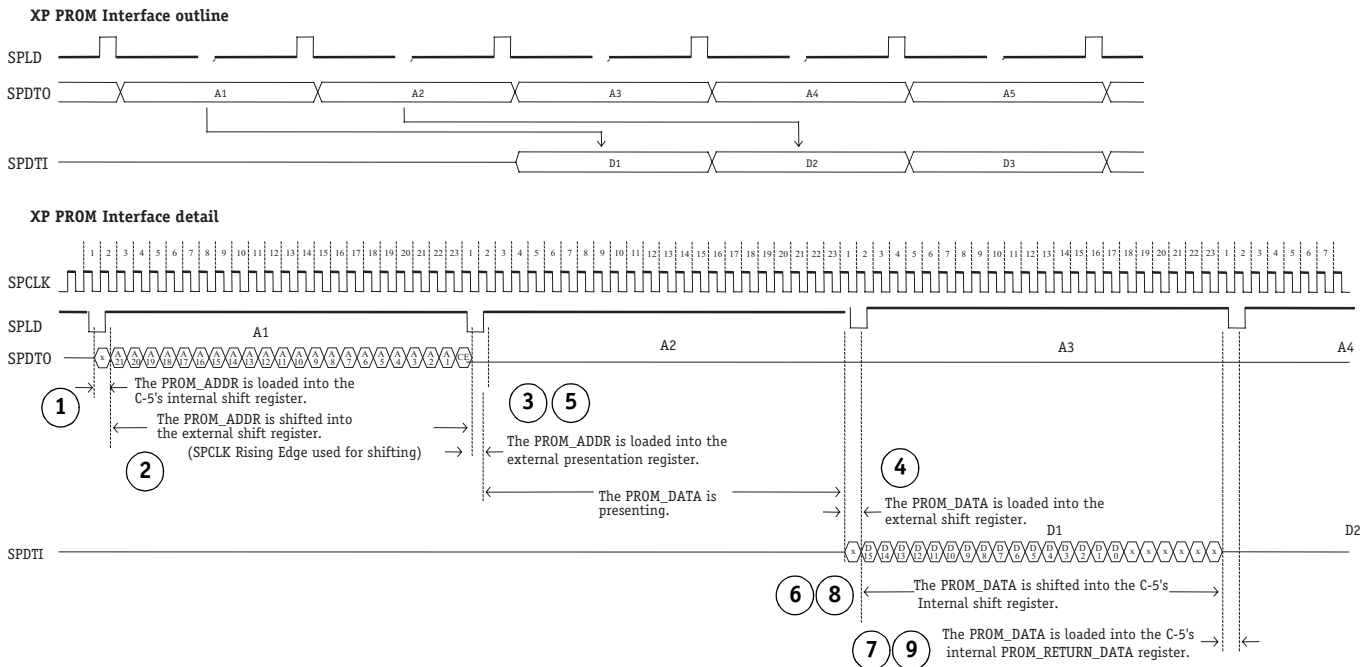 XP PROM Interface outline
SPLD
SPDTO A1 A2 A3 A4 A5
SPDTI D1 D2 D3
XP PROM Interface detail
1 2 3 4 5 6 7 8 9 10 11 12 13 14 15 16 17 18 19 20 21 22 23 1 2 3 4 5 6 7 8 9 10 11 12 13 14 15 16 17 18 19 20 21 22 23 1 2 3 4 5 6 7 8 9 10 11 12 13 14 15 16 17 18 19 20 21 22 23 1 2 3 4 5 6 7
SPCLK
SPLD
A1 A2 A3 A4
SPDTO x A21 A20 A19 A18 A17 A16 A15 A14 A13 A12 A11 A10 A9 A8 A7 A6 A5 A4 A3 A2 A1 CE
1 The PROM_ADDR is loaded into the
C-5's internal shift register.
2 The PROM_ADDR is shifted into
the external shift register.
(SPCLK Rising Edge used for shifting)
3 5
The PROM_ADDR is loaded into the
external presentation register.
The PROM_DATA is
presenting.
4
The PROM_DATA is loaded into the
external shift register.
D1 D2
SPDTI x D15 D14 D13 D12 D11 D10 D9 D8 D7 D6 D5 D4 D3 D2 D1 D0 x x x x x x
6 8 The PROM_DATA is shifted into the C-5's
Internal shift register.
7 9 The PROM_DATA is loaded into the C-5's
internal PROM_RETURN_DATA register.